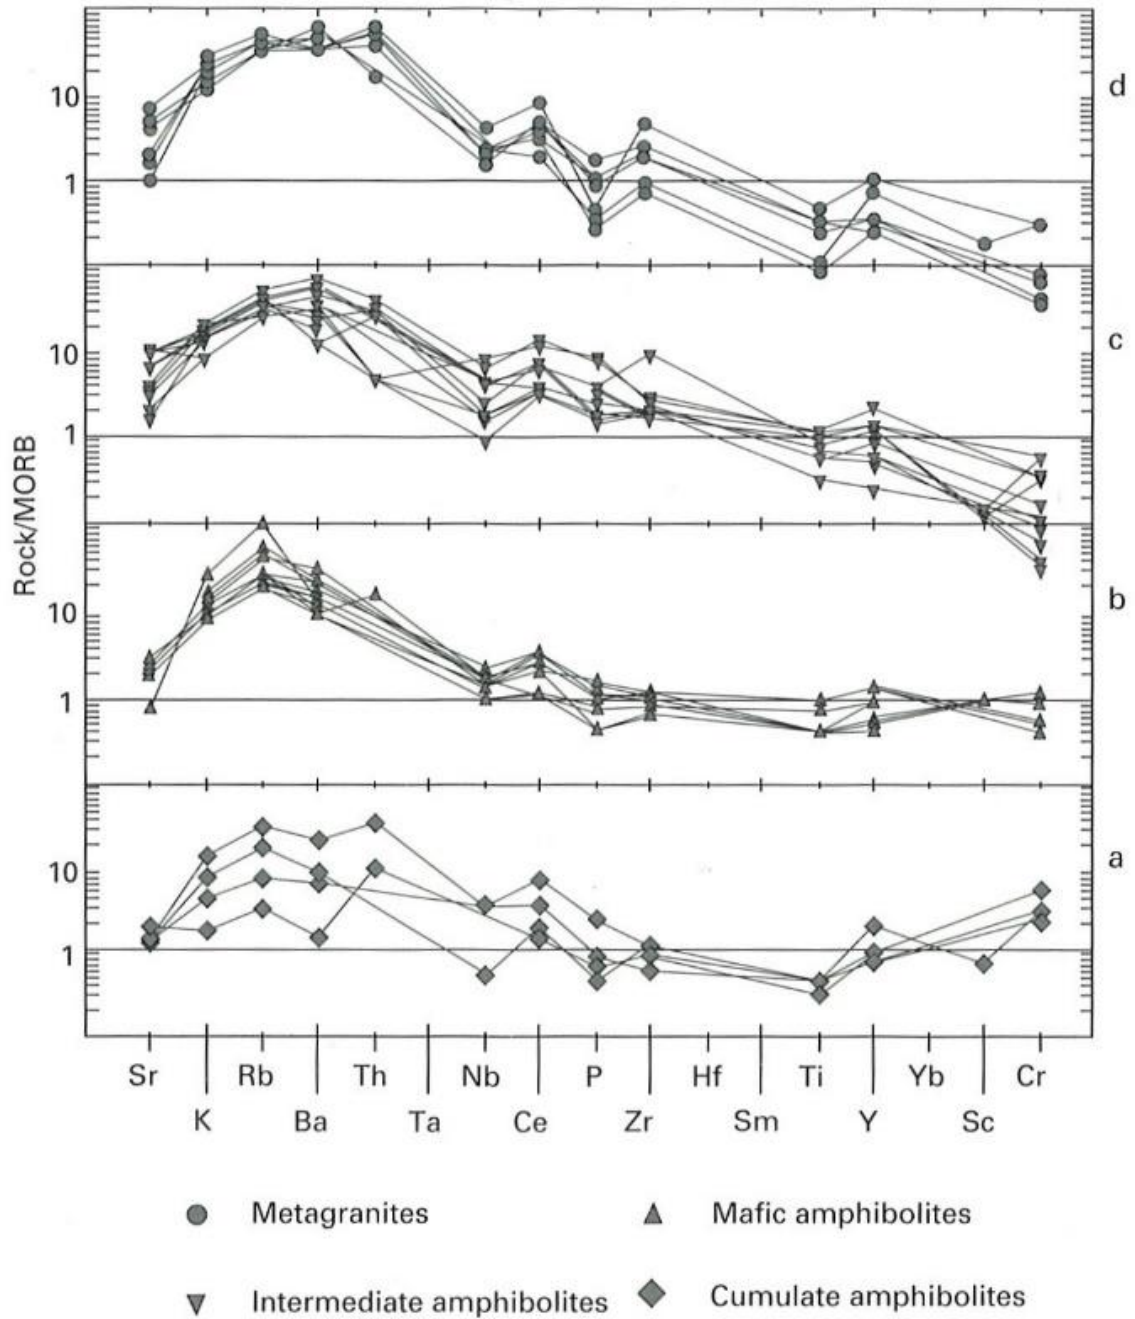 Rock/MORB
10
1
d
10
1
c
10
1
b
10
1
a
Sr Rb Th Nb P Hf Ti Yb Cr
K Ba Ta Ce Zr Sm Y Sc
Metagranites
Mafic amphibolites
Intermediate amphibolites
Cumulate amphibolites